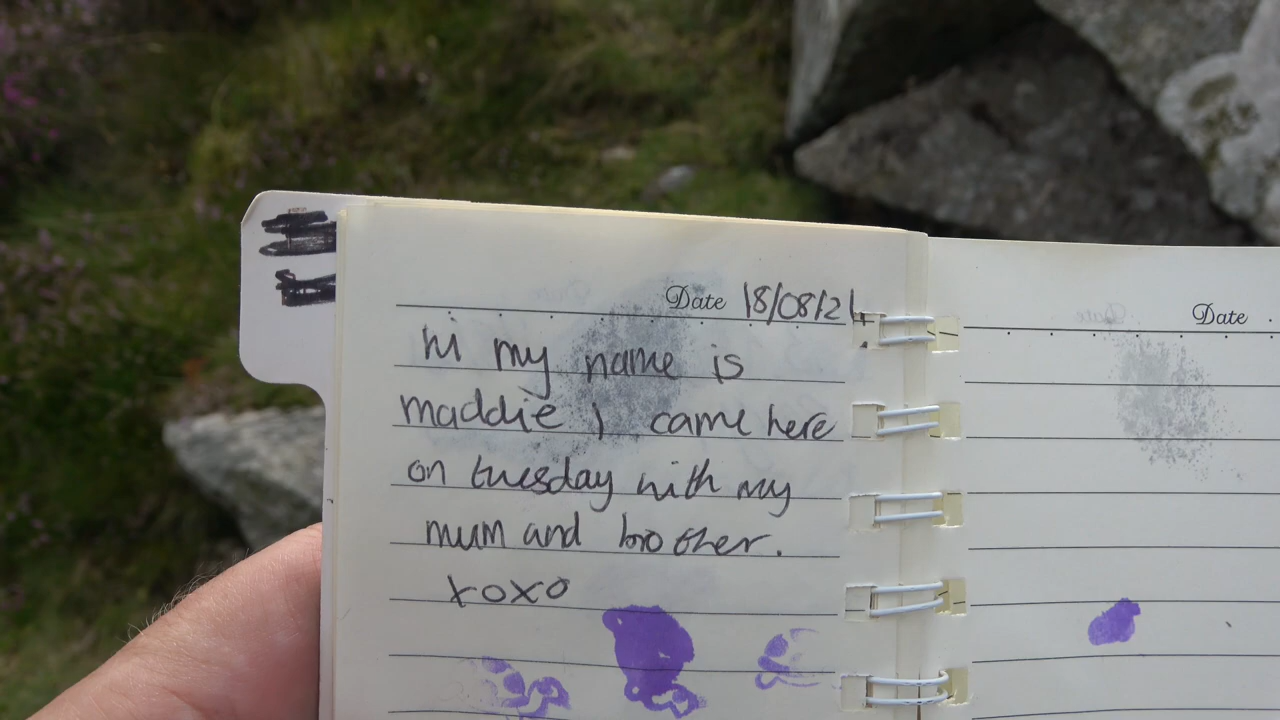 Date 18/08/24
hi my name is
maddie I came here
on tuesday with my
mum and brother.
xoxo
Date